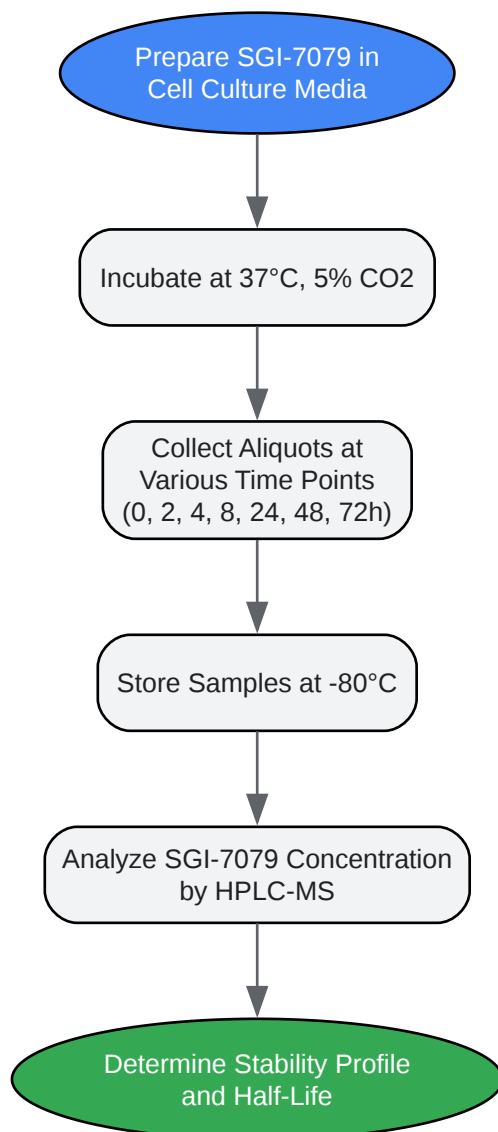 Prepare SGI-7079 in
Cell Culture Media
Incubate at 37°C, 5% CO2
Collect Aliquots at
Various Time Points
(0, 2, 4, 8, 24, 48, 72h)
Store Samples at -80°C
Analyze SGI-7079 Concentration
by HPLC-MS
Determine Stability Profile
and Half-Life